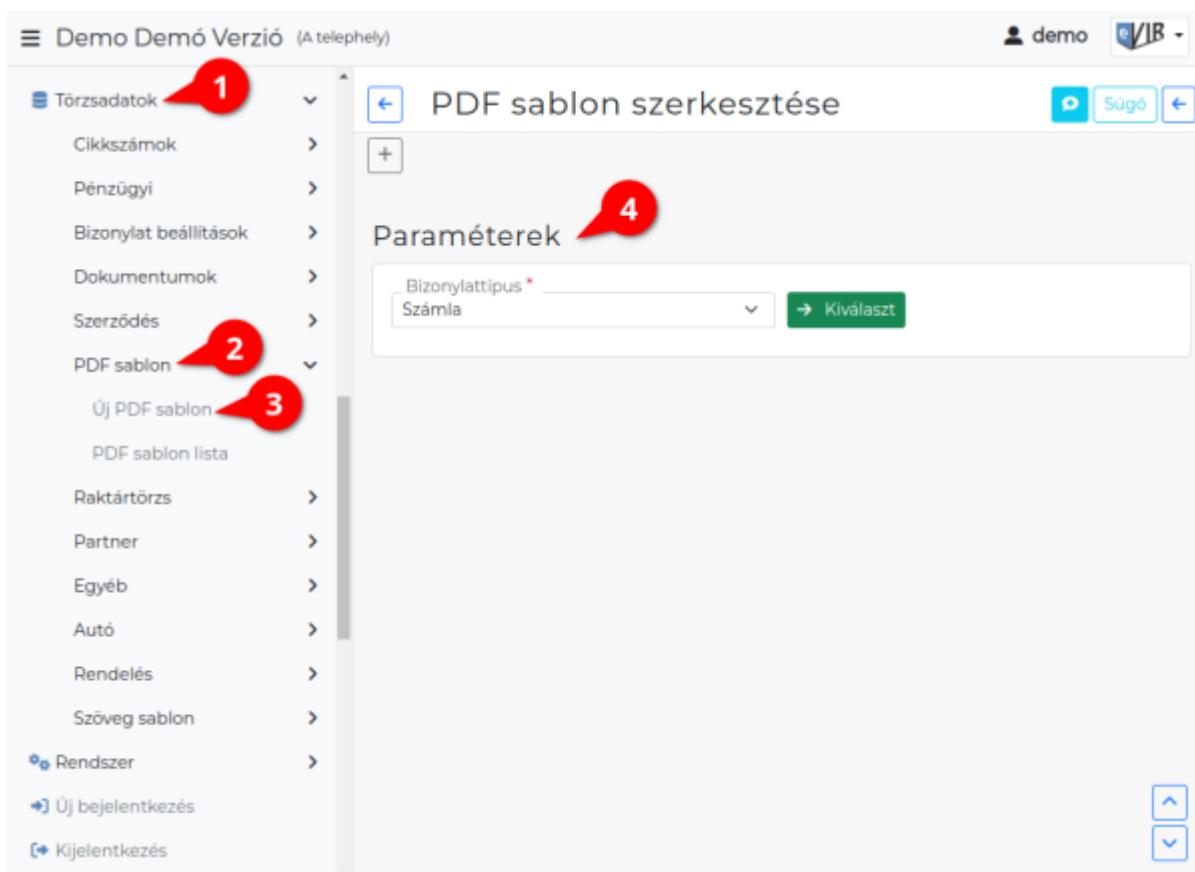 Demo Demó Verzió (A telephely)
demo
eVIR
Törzsadatok
1
Cikkszámok
Pénzügyi
Bizonylat beállítások
Dokumentumok
Szerződés
PDF sablon
2
Új PDF sablon
3
PDF sablon lista
Raktártörzs
Partner
Egyéb
Autó
Rendelés
Szöveg sablon
Rendszer
Új bejelentkezés
Kijelentkezés
PDF sablon szerkesztése
Súgó
+
4
Paraméterek
Bizonylattípus *
Számla
Kiválaszt